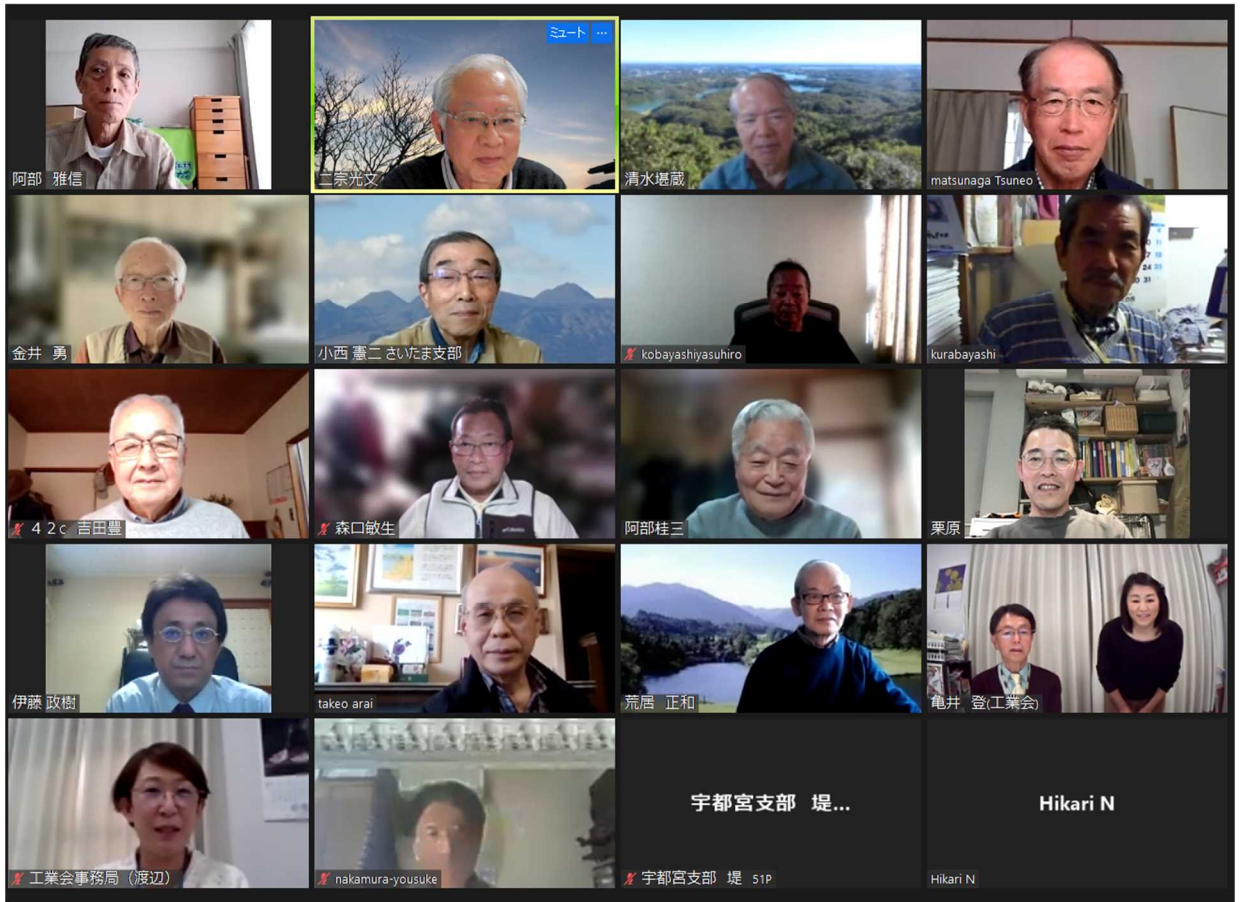 阿部 雅信
ミュート ...
二宗光文
清水堪蔵
matsunaga Tsuneo
金井 勇
小西 憲二 さいたま支部
kobayashiyasuhiro
kurabayashi
４２c 吉田豊
森口敏生
阿部桂三
栗原
伊藤 政樹
takeo arai
荒居 正和
亀井 登(工業会)
工業会事務局（渡辺）
nakamura-yousuke
宇都宮支部 堤...
宇都宮支部 堤 51P
Hikari N
Hikari N